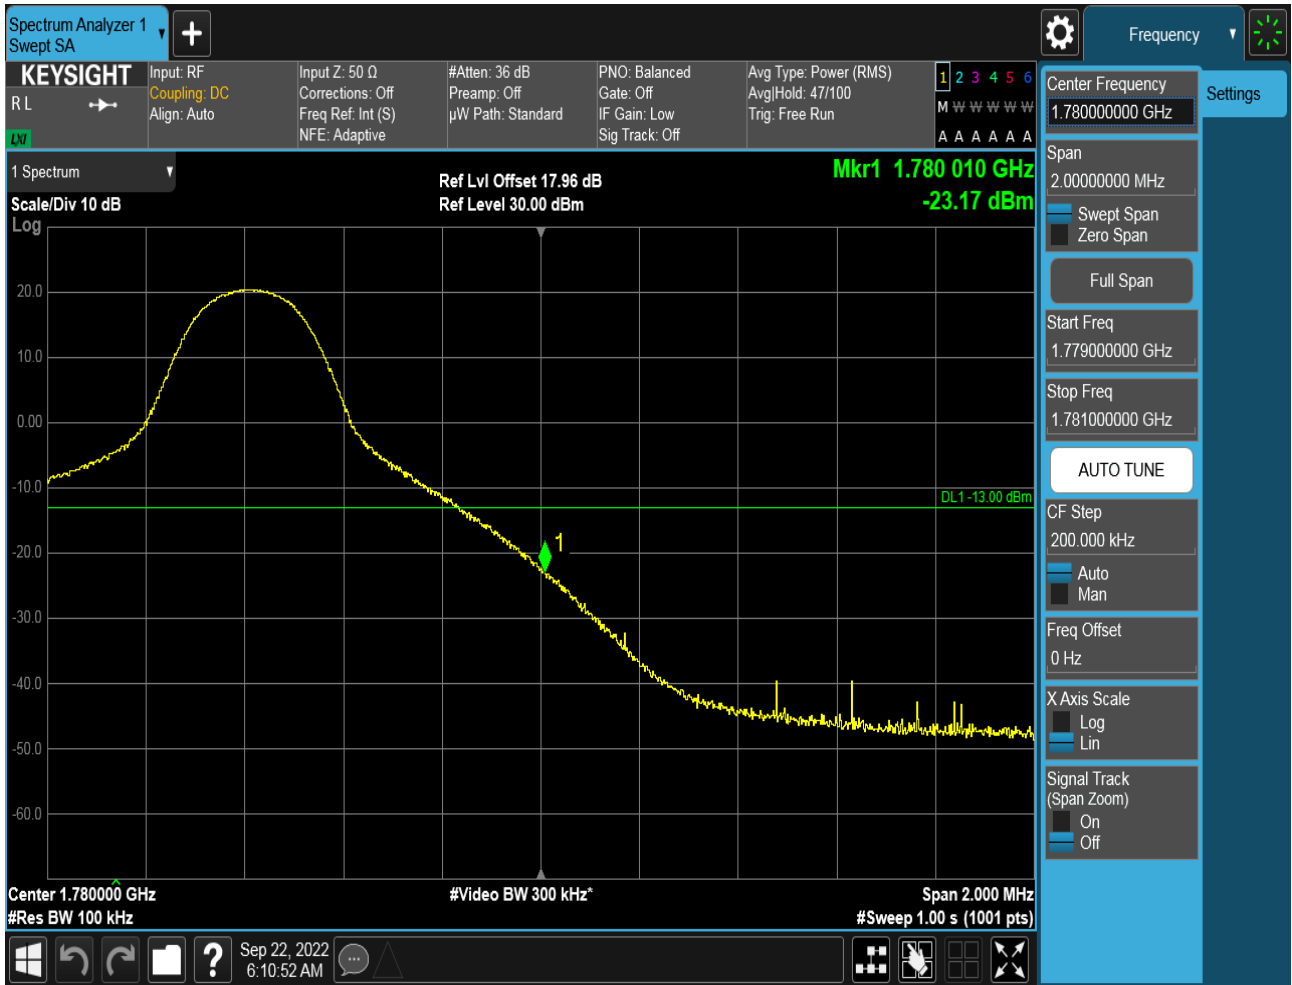 Spectrum Analyzer 1
Swept SA
Frequency
KEYSIGHT
R L
LXI
Input: RF
Coupling: DC
Align: Auto
Input Z: 50 Ω
Corrections: Off
Freq Ref: Int (S)
NFE: Adaptive
#Atten: 36 dB
Preamp: Off
µW Path: Standard
PNO: Balanced
Gate: Off
IF Gain: Low
Sig Track: Off
Avg Type: Power (RMS)
Avg|Hold: 47/100
Trig: Free Run
1 2 3 4 5 6
M W W W W W
A A A A A A
1 Spectrum
Scale/Div 10 dB
Log
Ref Lvl Offset 17.96 dB
Ref Level 30.00 dBm
Mkr1 1.780 010 GHz
-23.17 dBm
20.0
10.0
0.00
-10.0
-20.0
-30.0
-40.0
-50.0
-60.0
DL1 -13.00 dBm
1
Center 1.780000 GHz
#Video BW 300 kHz*
Span 2.000 MHz
#Res BW 100 kHz
#Sweep 1.00 s (1001 pts)
Sep 22, 2022
6:10:52 AM
?
Center Frequency
1.780000000 GHz
Settings
Span
2.00000000 MHz
Swept Span
Zero Span
Full Span
Start Freq
1.779000000 GHz
Stop Freq
1.781000000 GHz
AUTO TUNE
CF Step
200.000 kHz
Auto
Man
Freq Offset
0 Hz
X Axis Scale
Log
Lin
Signal Track
(Span Zoom)
On
Off